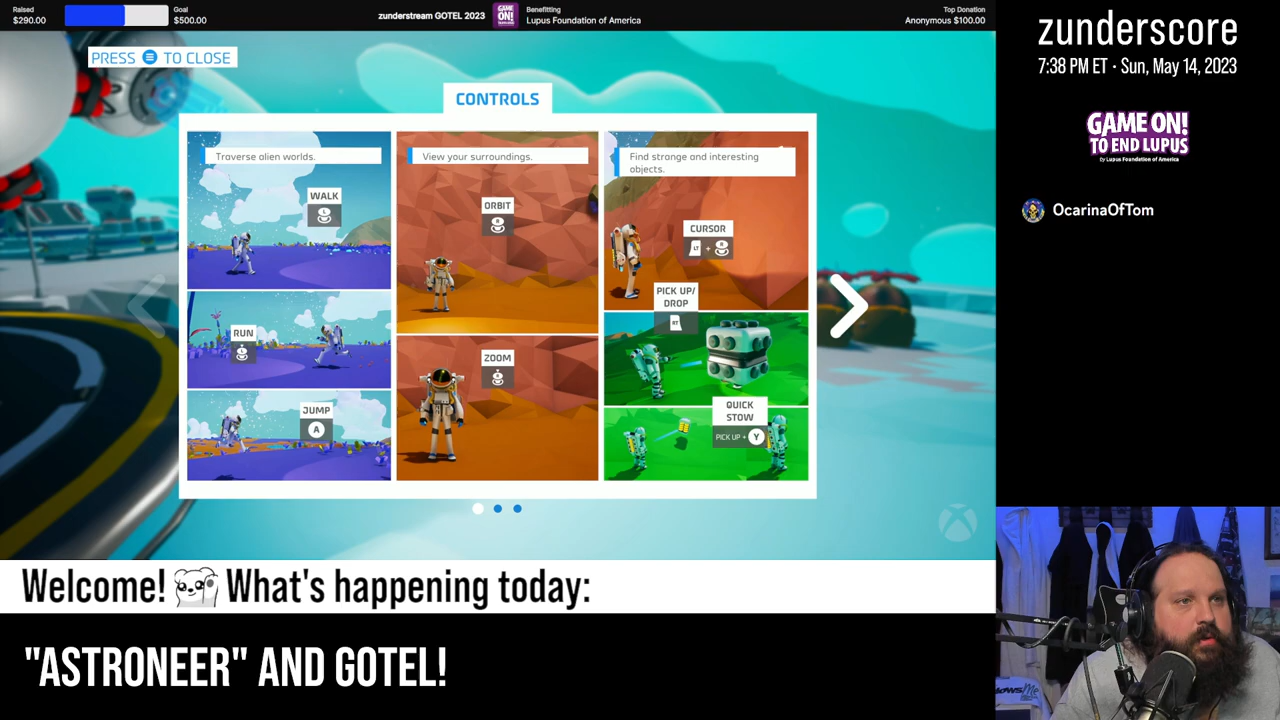 Raised
$290.00
Goal
$500.00
zunderstream GOTEL 2023
GAME ON!
Benefitting
Lupus Foundation of America
Top Donation
Anonymous $100.00
zunderscore
7:38 PM ET · Sun, May 14, 2023
GAME ON!
TO END LUPUS
By Lupus Foundation of America
OcarinaOfTom
PRESS TO CLOSE
CONTROLS
Traverse alien worlds.
WALK
L
RUN
JUMP
A
View your surroundings.
ORBIT
R
ZOOM
Find strange and interesting
objects.
CURSOR
LT + R
PICK UP/
DROP
RT
QUICK
STOW
PICK UP + Y
Welcome! What's happening today:
"ASTRONEER" AND GOTEL!